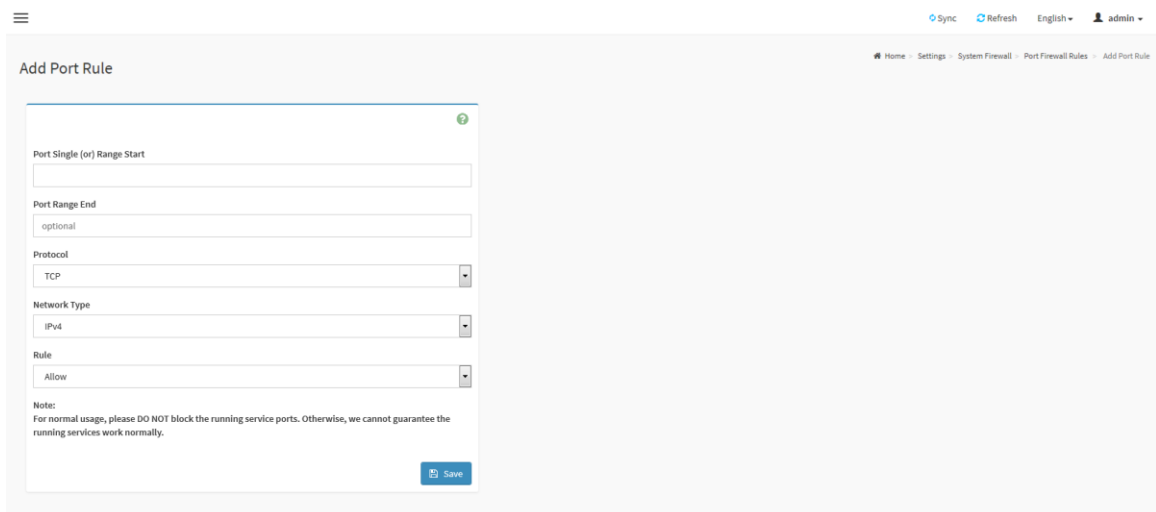 Sync Refresh English admin
Add Port Rule
Home > Settings > System Firewall > Port Firewall Rules > Add Port Rule
Port Single (or) Range Start
Port Range End
optional
Protocol
TCP
Network Type
IPv4
Rule
Allow
Note:
For normal usage, please DO NOT block the running service ports. Otherwise, we cannot guarantee the
running services work normally.
Save